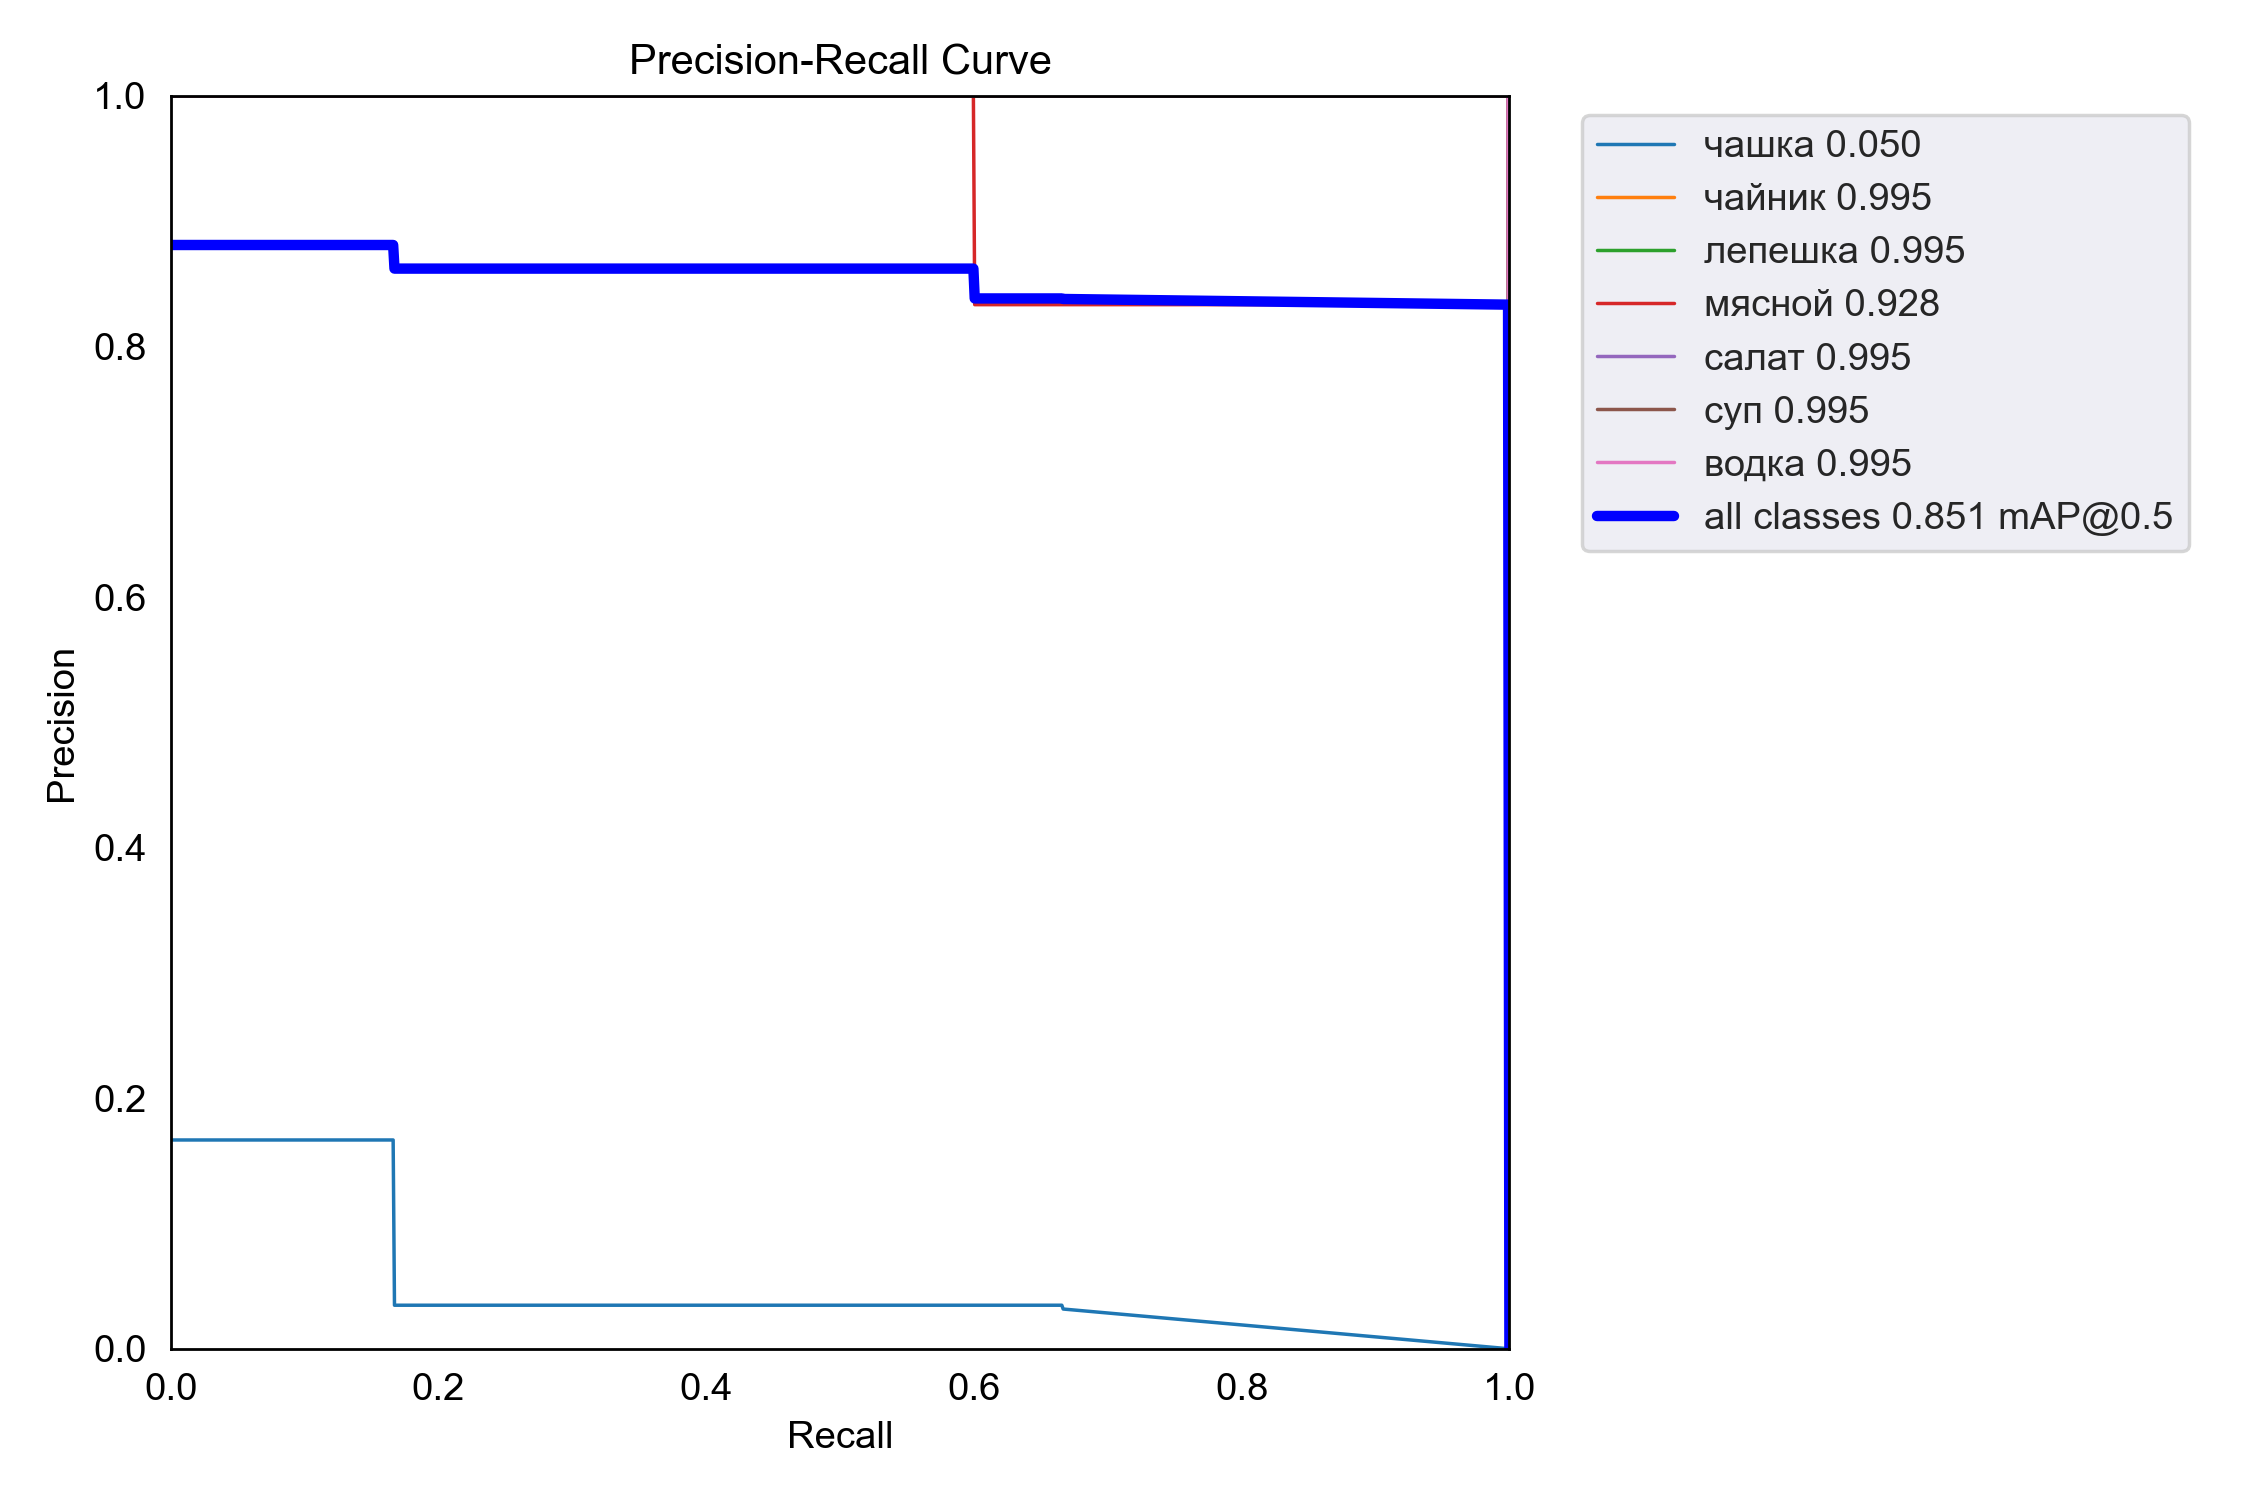 Precision-Recall Curve
1.0
0.8
0.6
0.4
0.2
0.0
Precision
0.0 0.2 0.4 0.6 0.8 1.0
Recall
чашка 0.050
чайник 0.995
лепешка 0.995
мясной 0.928
салат 0.995
суп 0.995
водка 0.995
all classes 0.851 mAP@0.5